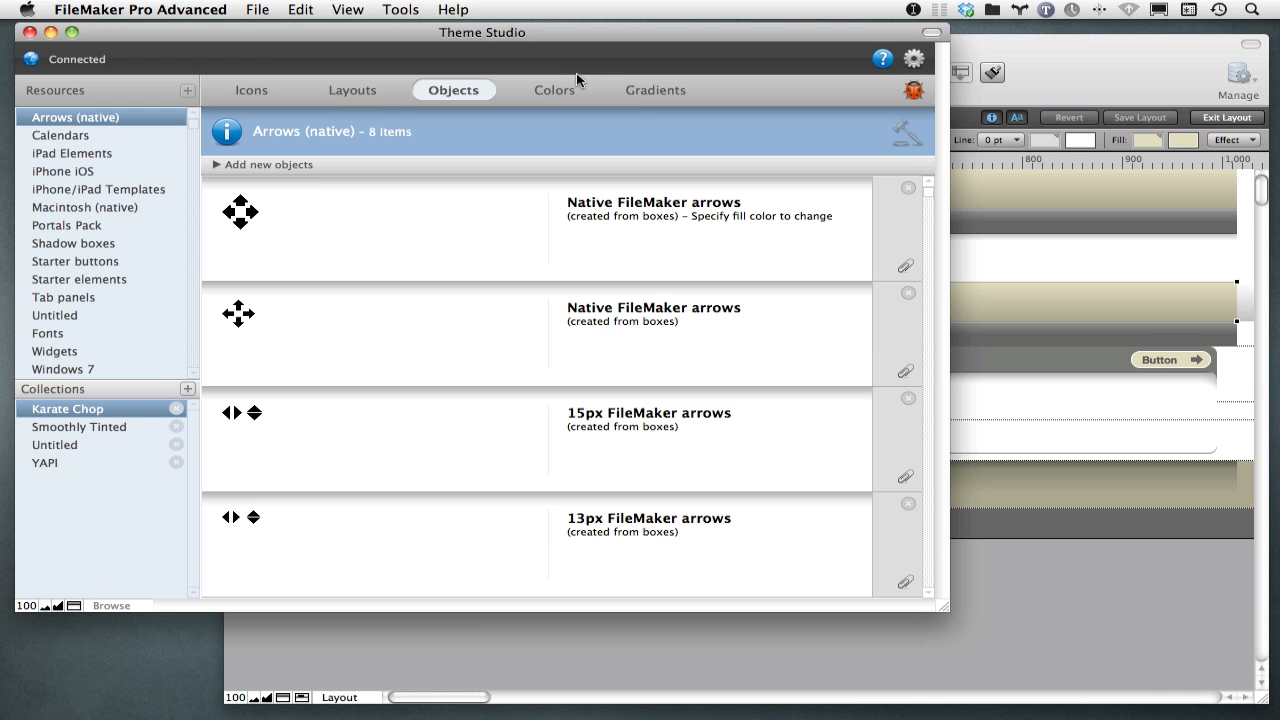 FileMaker Pro Advanced File Edit View Tools Help
Theme Studio
Connected
Manage
Resources
Icons Layouts Objects Colors Gradients
Revert Save Layout Exit Layout
Line: 0 pt Fill: Effect
800 900 1,000
Arrows (native)
Calendars
iPad Elements
iPhone iOS
iPhone/iPad Templates
Macintosh (native)
Portals Pack
Shadow boxes
Starter buttons
Starter elements
Tab panels
Untitled
Fonts
Widgets
Windows 7
Collections
Karate Chop
Smoothly Tinted
Untitled
YAPI
Arrows (native) – 8 items
Add new objects
Native FileMaker arrows
(created from boxes) – Specify fill color to change
Native FileMaker arrows
(created from boxes)
15px FileMaker arrows
(created from boxes)
13px FileMaker arrows
(created from boxes)
Button
100 Browse
100 Layout